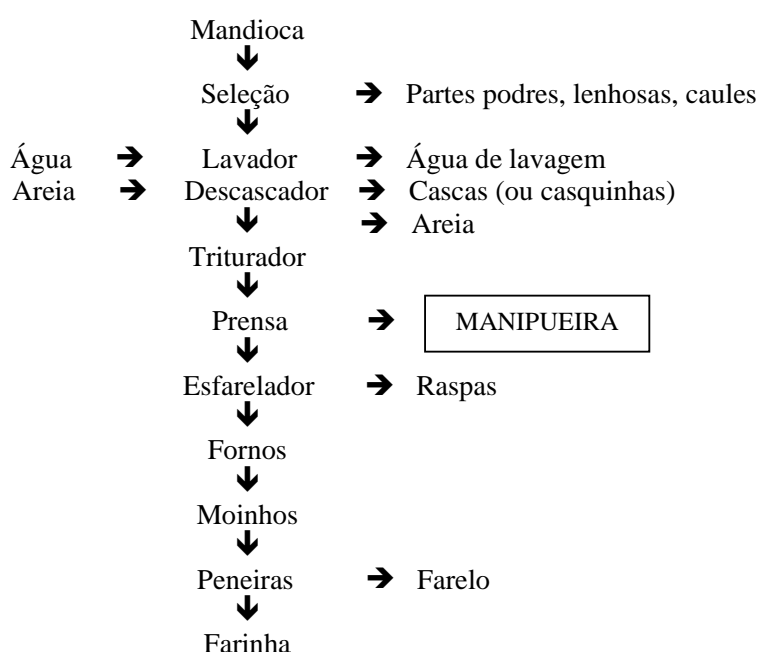 Mandioca
Seleção → Partes podres, lenhosas, caules
Água → Lavador → Água de lavagem
Areia → Descascador → Cascas (ou casquinhas)
→ Areia
Triturador
Prensa → MANIPUEIRA
Esfarelador → Raspas
Fornos
Moinhos
Peneiras → Farelo
Farinha